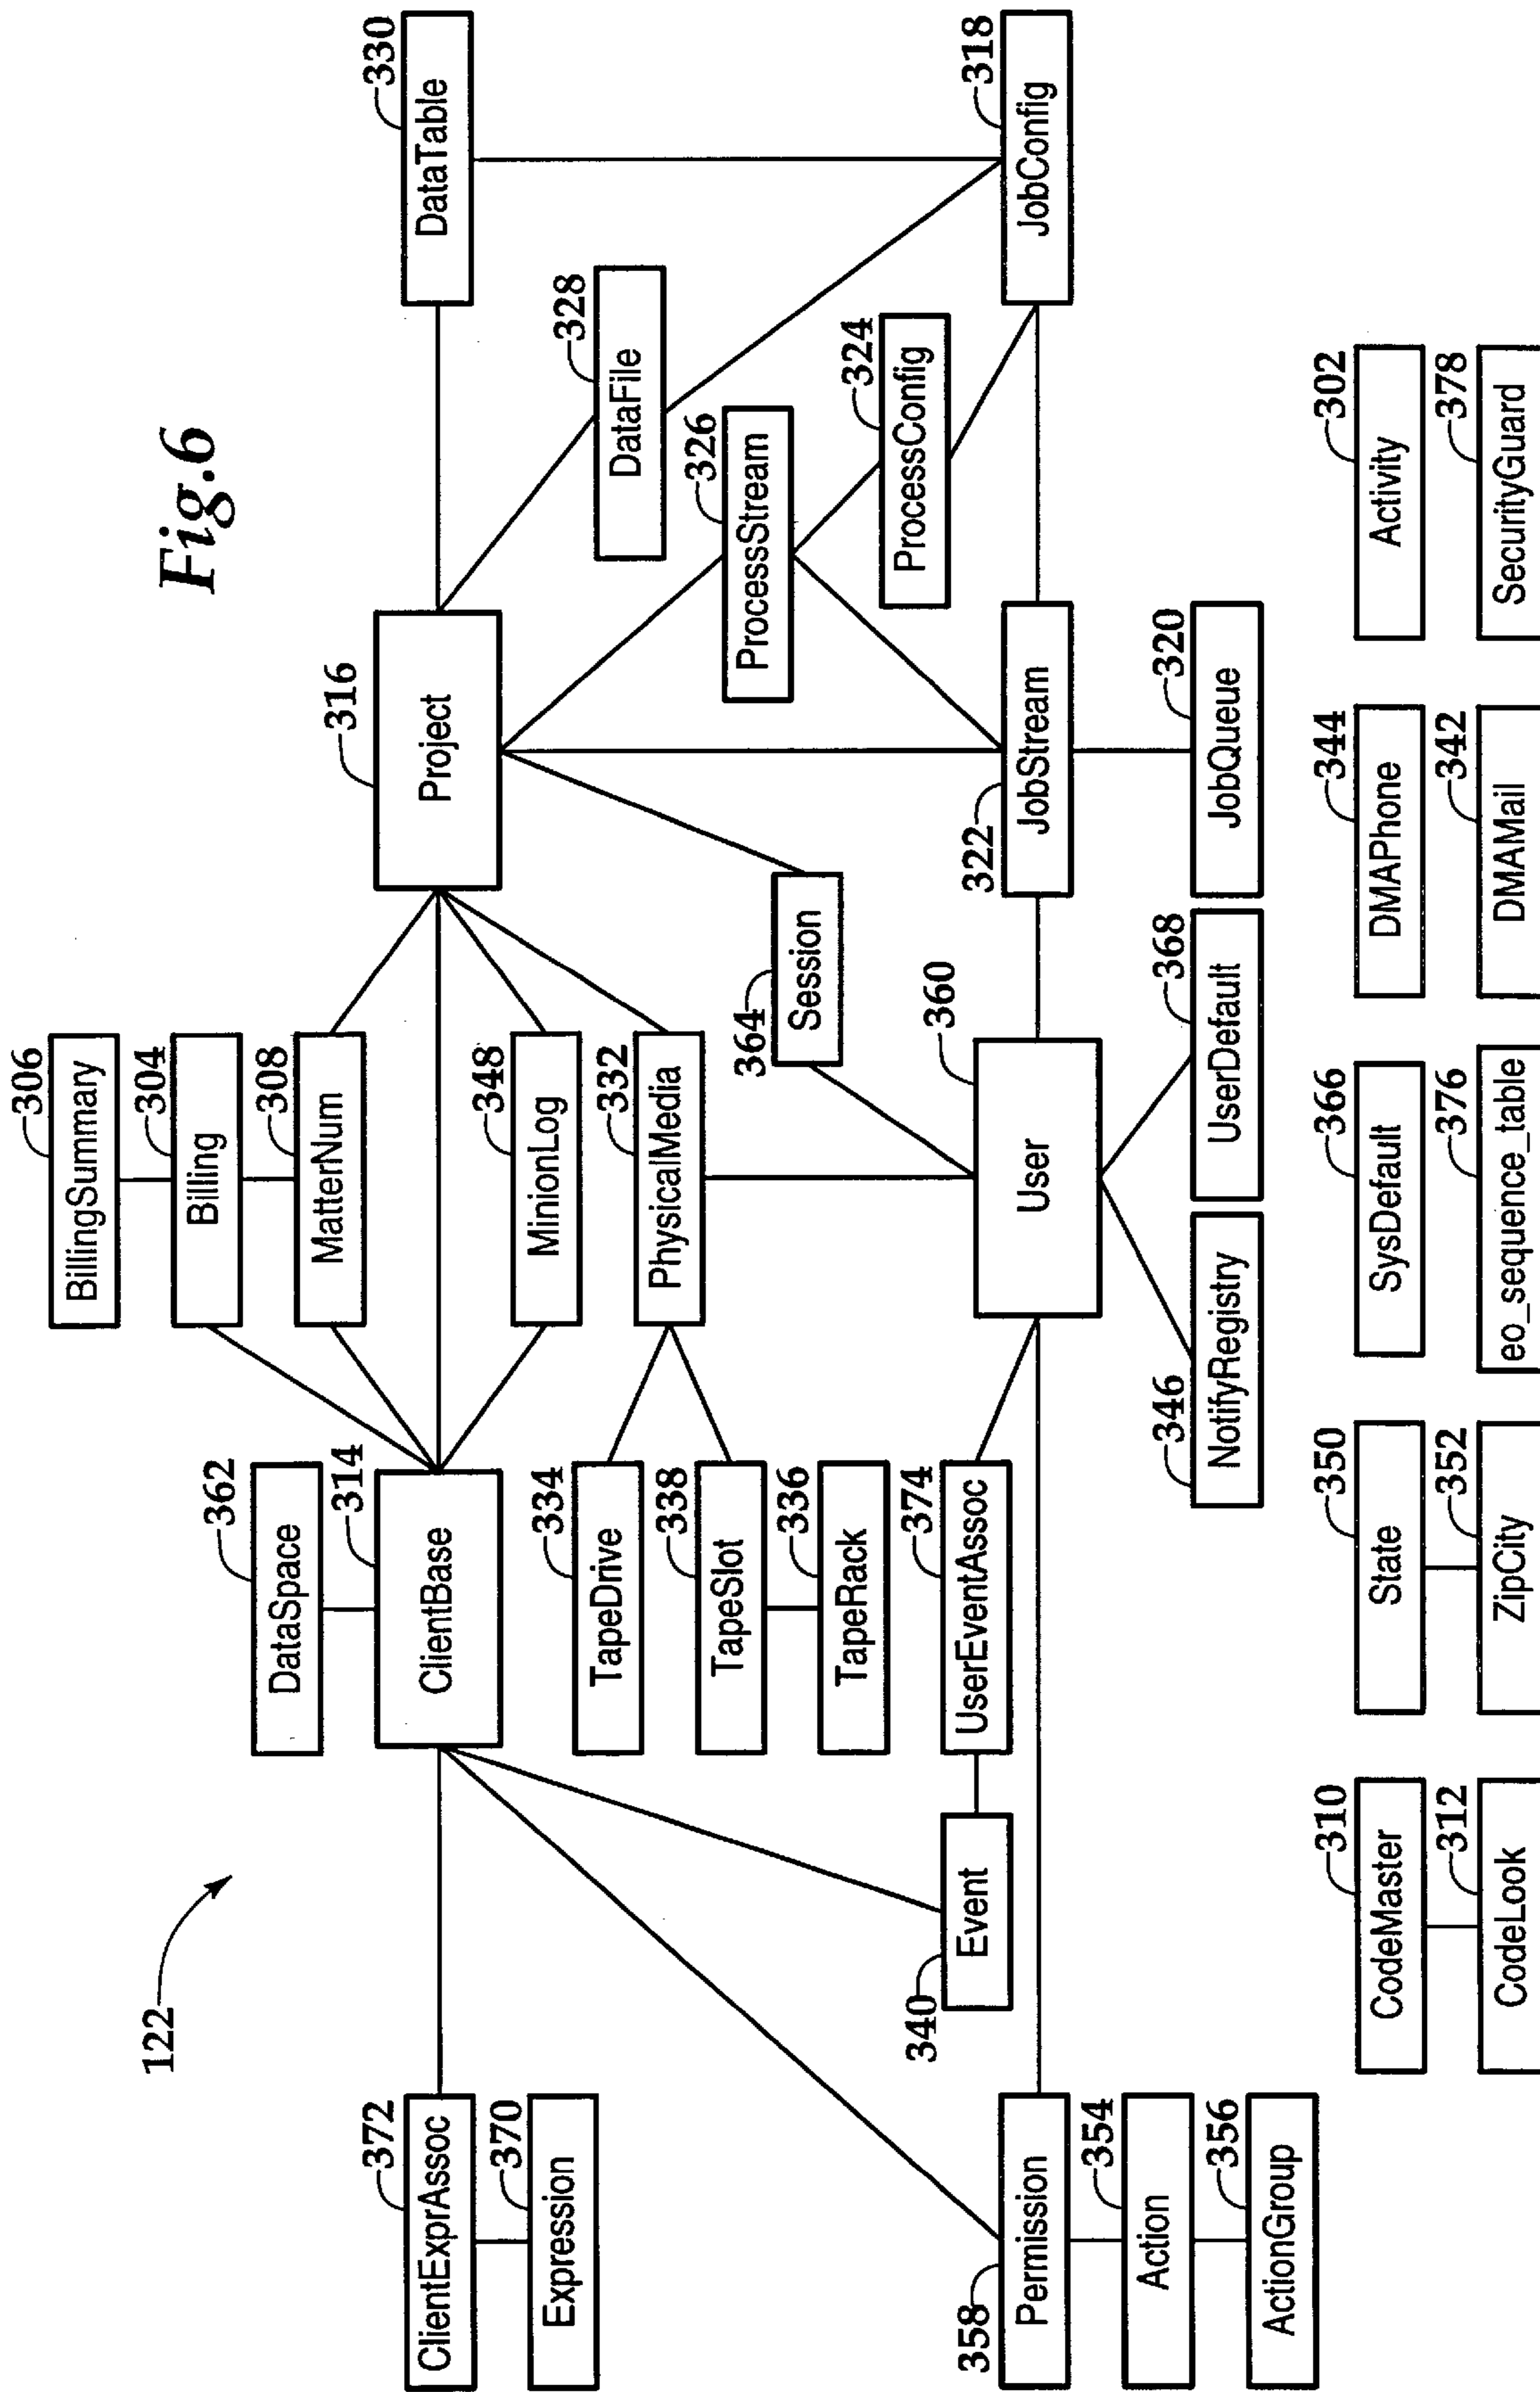 Fig.6
122
306
BillingSummary
304
Billing
308
MatterNum
362
DataSpace
372
ClientExprAssoc
314
ClientBase
316
Project
330
DataTable
370
Expression
348
MinionLog
334
TapeDrive
332
PhysicalMedia
328
DataFile
338
TapeSlot
326
ProcessStream
336
TapeRack
364
Session
324
ProcessConfig
340
Event
374
UserEventAssoc
360
User
358
Permission
322
JobStream
318
JobConfig
354
Action
346
NotifyRegistry
368
UserDefault
320
JobQueue
356
ActionGroup
310
CodeMaster
350
State
366
SysDefault
344
DMAPhone
302
Activity
312
CodeLook
352
ZipCity
376
eo_sequence_table
342
DMAMail
378
SecurityGuard